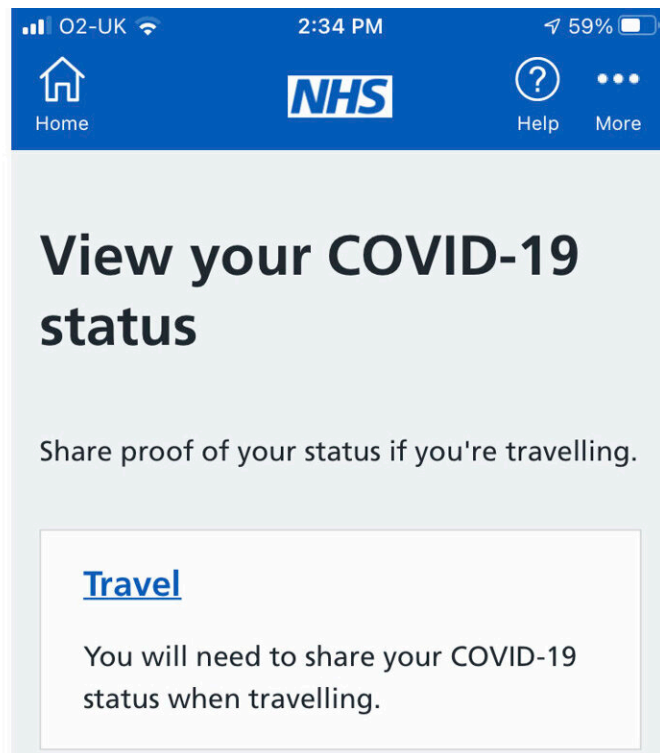 O2-UK 2:34 PM 59%
NHS
Home Help More
View your COVID-19
status
Share proof of your status if you're travelling.
Travel
You will need to share your COVID-19
status when travelling.